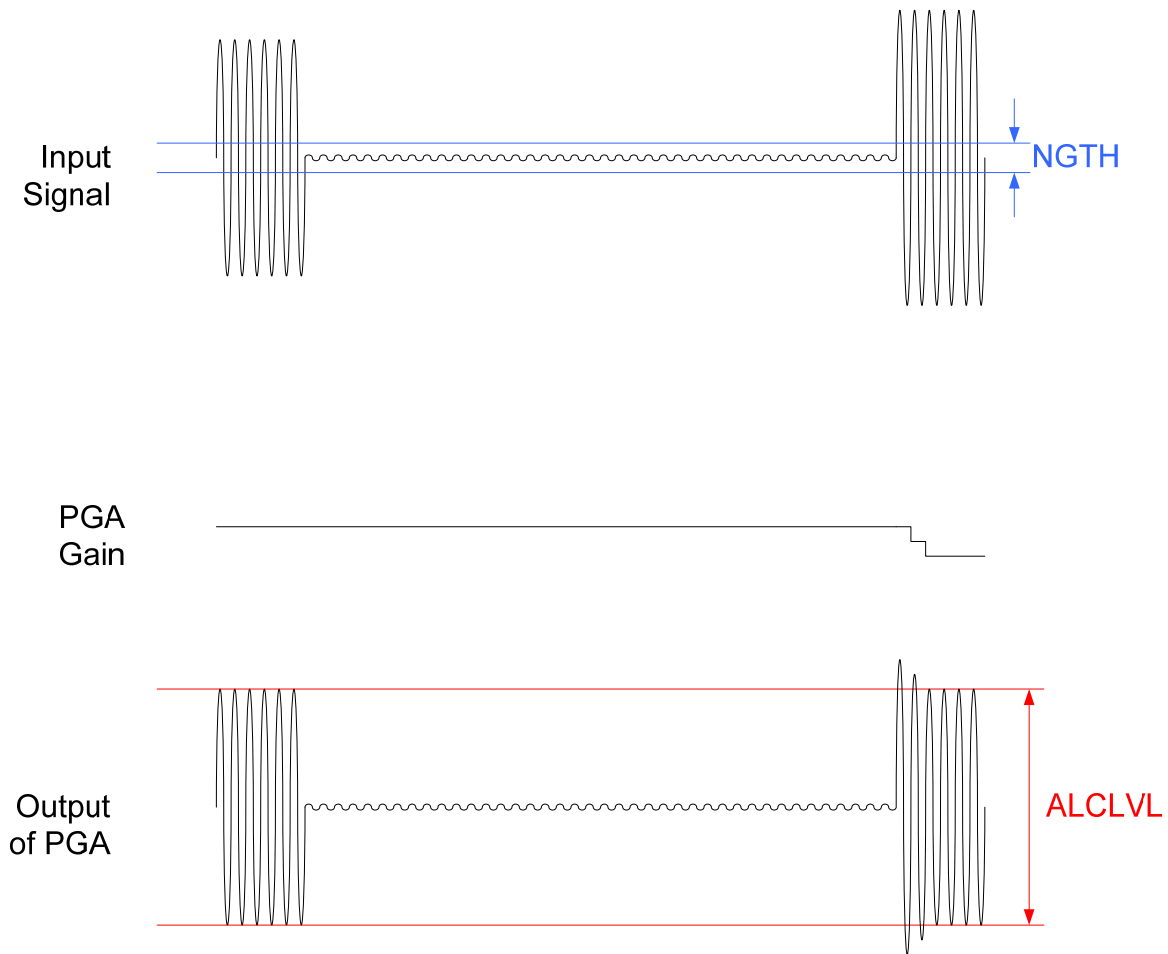 Input
Signal
NGTH
PGA
Gain
Output
of PGA
ALCLVL